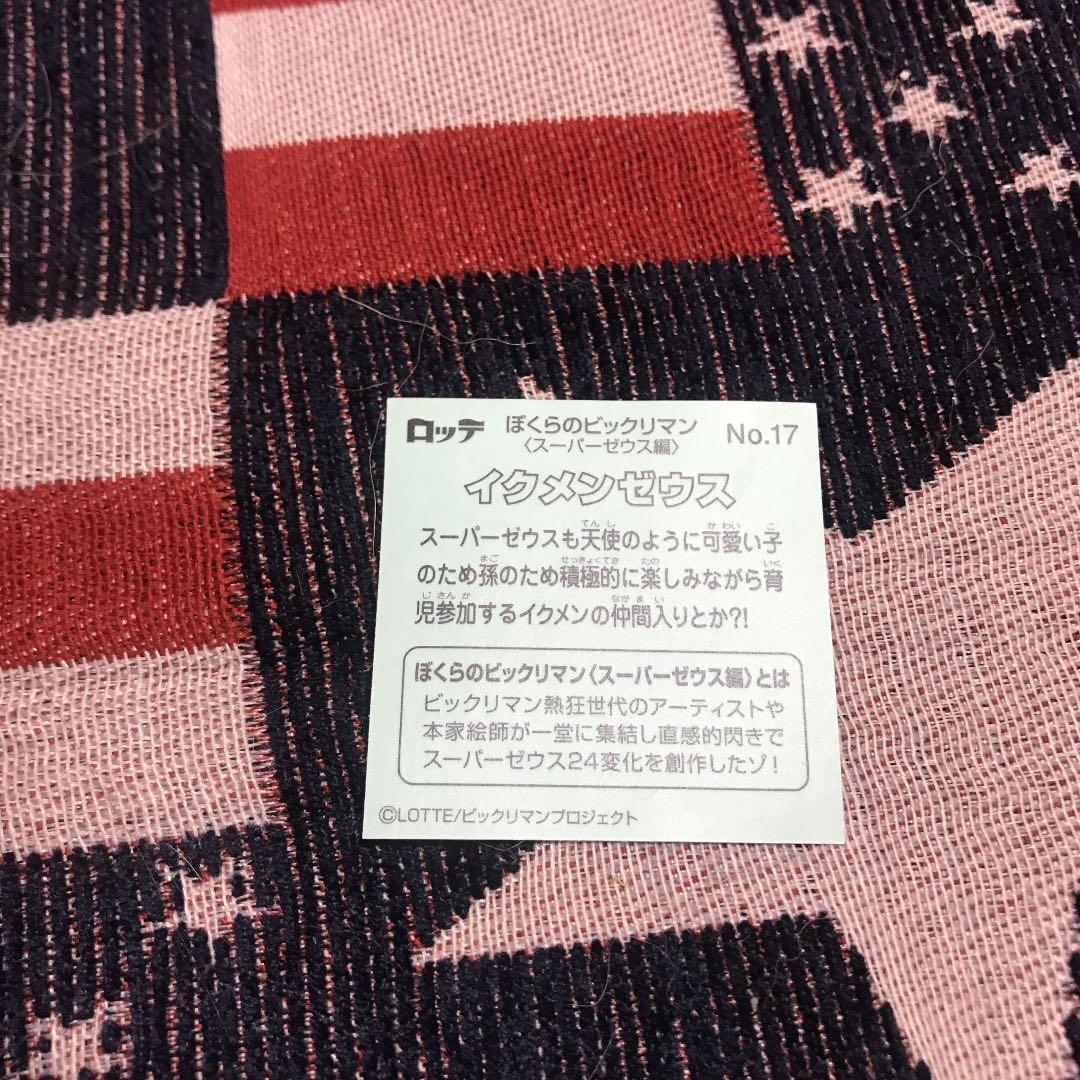 ロッテ ぼくらのビックリマン No.17
〈スーパーゼウス編〉
イクメンゼウス
スーパーゼウスも天使のように可愛い子
のため孫のため積極的に楽しみながら育
児参加するイクメンの仲間入りとか?!
ぼくらのビックリマン〈スーパーゼウス編〉とは
ビックリマン熱狂世代のアーティストや
本家絵師が一堂に集結し直感的閃きで
スーパーゼウス24変化を創作したゾ！
©LOTTE/ビックリマンプロジェクト